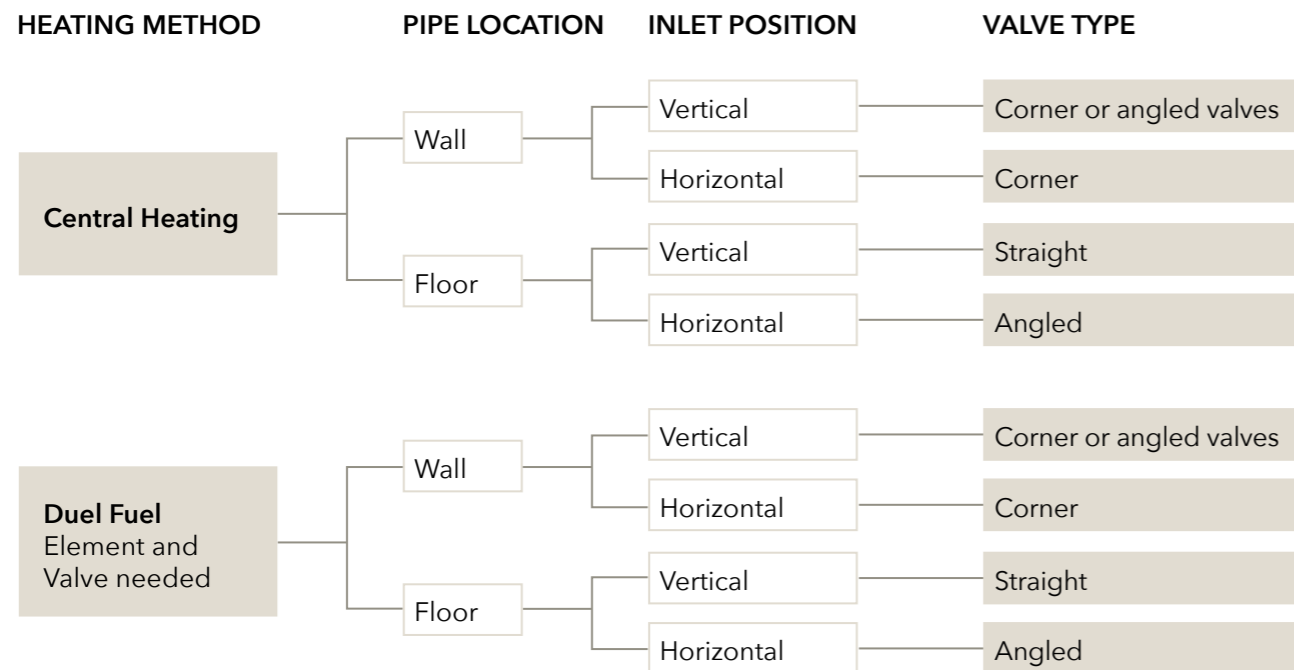 HEATING METHOD PIPE LOCATION INLET POSITION VALVE TYPE
Central Heating
Wall
Vertical
Corner or angled valves
Horizontal
Corner
Floor
Vertical
Straight
Horizontal
Angled
Duel Fuel
Element and
Valve needed
Wall
Vertical
Corner or angled valves
Horizontal
Corner
Floor
Vertical
Straight
Horizontal
Angled